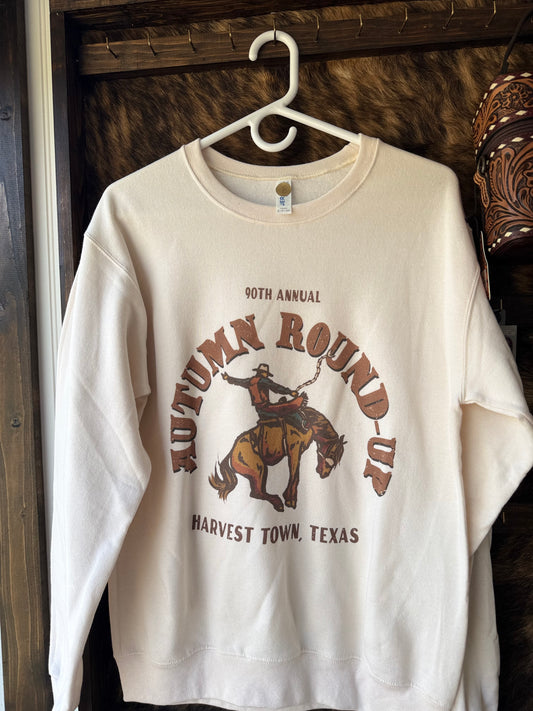 90TH ANNUAL
AUTUMN ROUND-UP
HARVEST TOWN, TEXAS